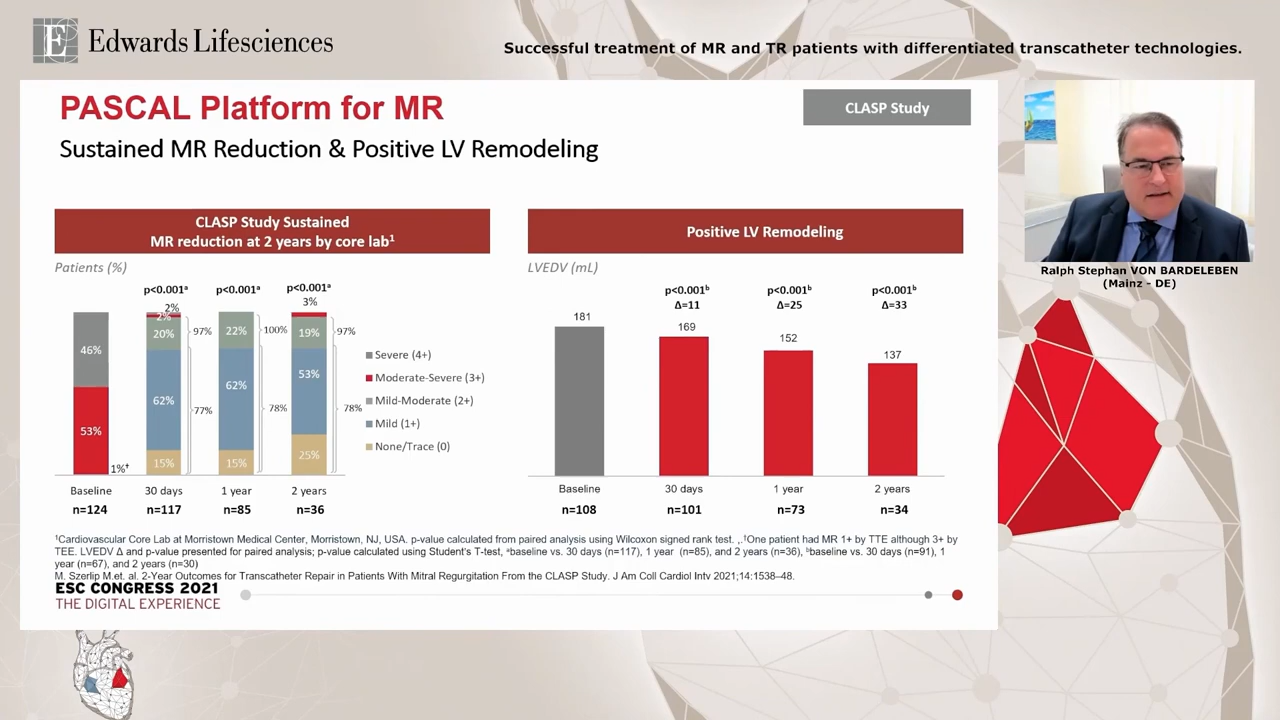 E Edwards Lifesciences
Successful treatment of MR and TR patients with differentiated transcatheter technologies.
PASCAL Platform for MR
CLASP Study
Sustained MR Reduction & Positive LV Remodeling
CLASP Study Sustained
MR reduction at 2 years by core lab¹
Patients (%)
p<0.001ᵃ
p<0.001ᵃ
p<0.001ᵃ
2%
3%
2%
46%
20%
97%
22%
100%
19%
97%
53%
62%
77%
62%
78%
53%
78%
1%†
15%
15%
25%
Baseline
30 days
1 year
2 years
n=124
n=117
n=85
n=36
Severe (4+)
Moderate-Severe (3+)
Mild-Moderate (2+)
Mild (1+)
None/Trace (0)
Positive LV Remodeling
LVEDV (mL)
p<0.001ᵇ
Δ=11
p<0.001ᵇ
Δ=25
p<0.001ᵇ
Δ=33
181
169
152
137
Baseline
30 days
1 year
2 years
n=108
n=101
n=73
n=34
Ralph Stephan VON BARDELEBEN
(Mainz - DE)
¹Cardiovascular Core Lab at Morristown Medical Center, Morristown, NJ, USA. p-value calculated from paired analysis using Wilcoxon signed rank test. ,.†One patient had MR 1+ by TTE although 3+ by
TEE. LVEDV Δ and p-value presented for paired analysis; p-value calculated using Student's T-test, ᵃbaseline vs. 30 days (n=117), 1 year (n=85), and 2 years (n=36), ᵇbaseline vs. 30 days (n=91), 1
year (n=67), and 2 years (n=30)
M. Szerlip M.et. al. 2-Year Outcomes for Transcatheter Repair in Patients With Mitral Regurgitation From the CLASP Study. J Am Coll Cardiol Intv 2021;14:1538–48.
ESC CONGRESS 2021
THE DIGITAL EXPERIENCE